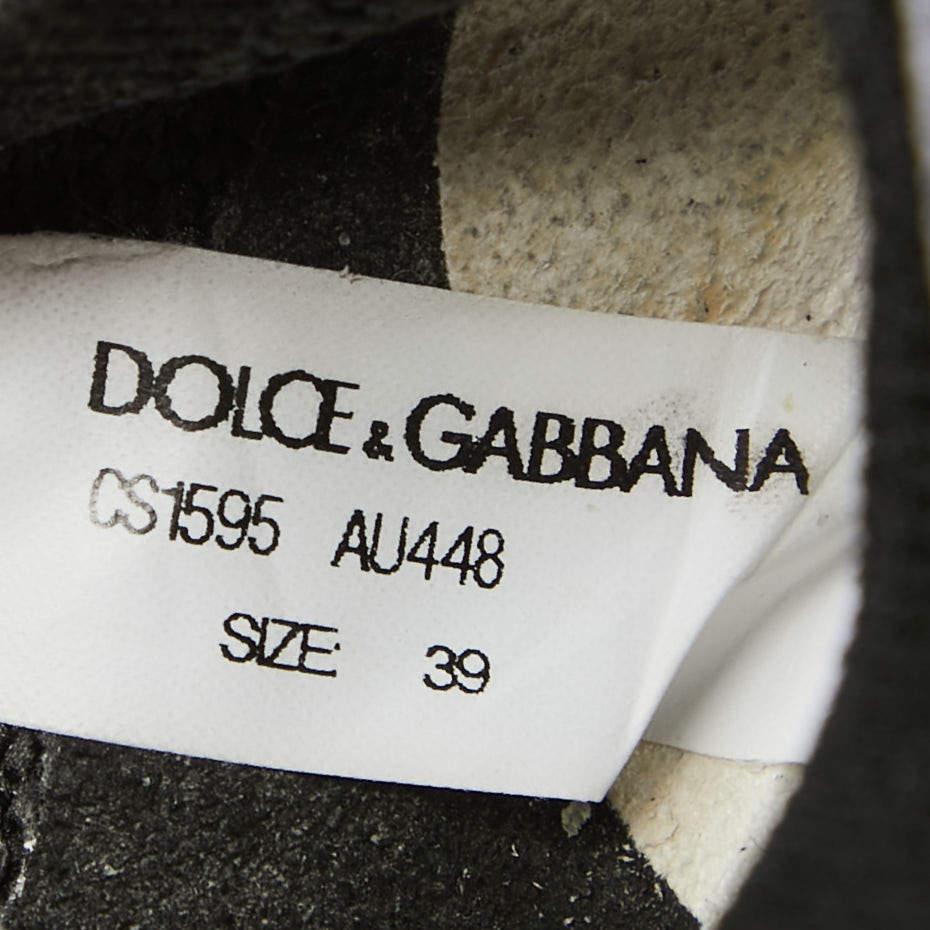 DOLCE & GABBANA
CS1595 AU448
SIZE: 39